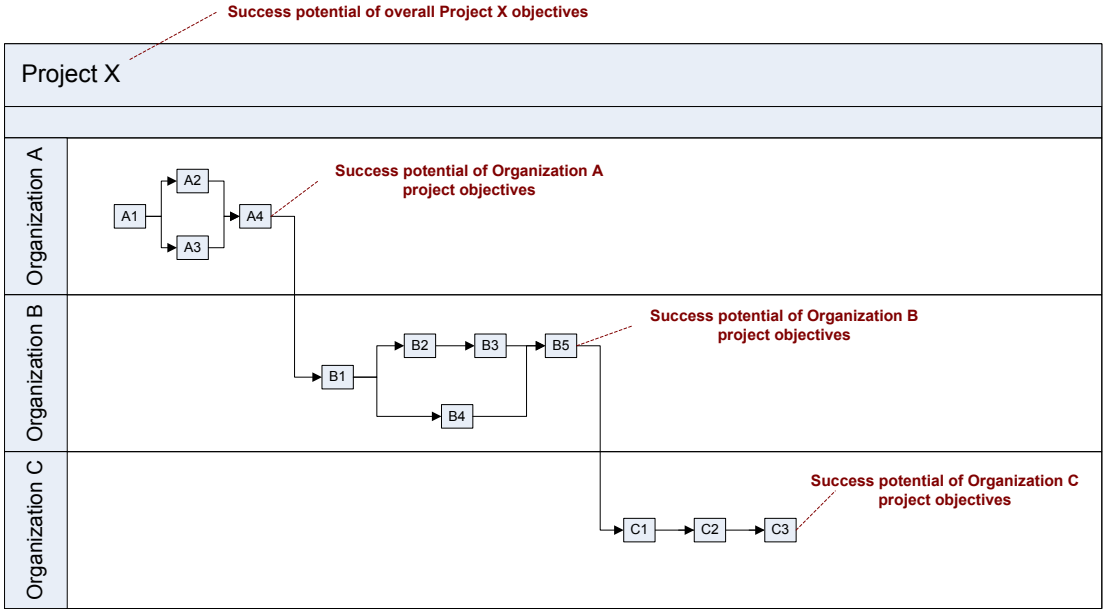 Success potential of overall Project X objectives
Project X
Organization A
A1
A2
A3
A4
Success potential of Organization A
project objectives
Organization B
B1
B2
B3
B4
B5
Success potential of Organization B
project objectives
Organization C
C1
C2
C3
Success potential of Organization C
project objectives